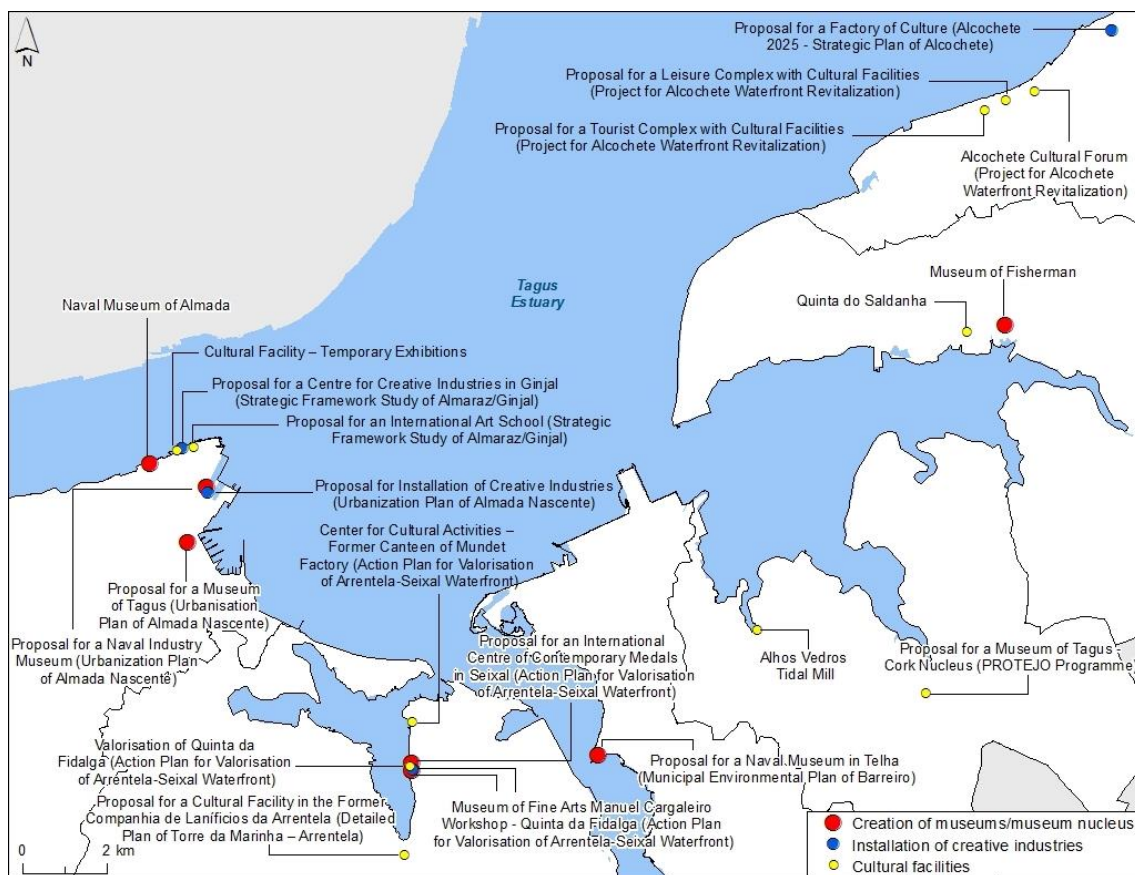 N
Proposal for a Factory of Culture (Alcochete
2025 - Strategic Plan of Alcochete)
Proposal for a Leisure Complex with Cultural Facilities
(Project for Alcochete Waterfront Revitalization)
Proposal for a Tourist Complex with Cultural Facilities
(Project for Alcochete Waterfront Revitalization)
Alcochete Cultural Forum
(Project for Alcochete
Waterfront Revitalization)
Museum of Fisherman
Quinta do Saldanha
Tagus
Estuary
Naval Museum of Almada
Cultural Facility – Temporary Exhibitions
Proposal for a Centre for Creative Industries in Ginjal
(Strategic Framework Study of Almaraz/Ginjal)
Proposal for an International Art School (Strategic
Framework Study of Almaraz/Ginjal)
Proposal for Installation of Creative Industries
(Urbanization Plan of Almada Nascente)
Center for Cultural Activities –
Former Canteen of Mundet
Factory (Action Plan for Valorisation
of Arrentela-Seixal Waterfront)
Proposal for a Museum
of Tagus (Urbanisation
Plan of Almada Nascente)
Proposal for a Naval Industry
Museum (Urbanization Plan
of Almada Nascente)
Proposal for an International
Centre of Contemporary Medals
in Seixal (Action Plan for Valorisation
of Arrentela-Seixal Waterfront)
Alhos Vedros
Tidal Mill
Proposal for a Museum of Tagus -
Cork Nucleus (PROTEJO Programme)
Valorisation of Quinta da
Fidalga (Action Plan for Valorisation
of Arrentela-Seixal Waterfront)
Proposal for a Naval Museum in Telha
(Municipal Environmental Plan of Barreiro)
Proposal for a Cultural Facility in the Former
Companhia de Lanifícios da Arrentela (Detailed
Plan of Torre da Marinha – Arrentela)
Museum of Fine Arts Manuel Cargaleiro
Workshop - Quinta da Fidalga (Action Plan
for Valorisation of Arrentela-Seixal Waterfront)
0 2 km
Creation of museums/museum nucleus
Installation of creative industries
Cultural facilities